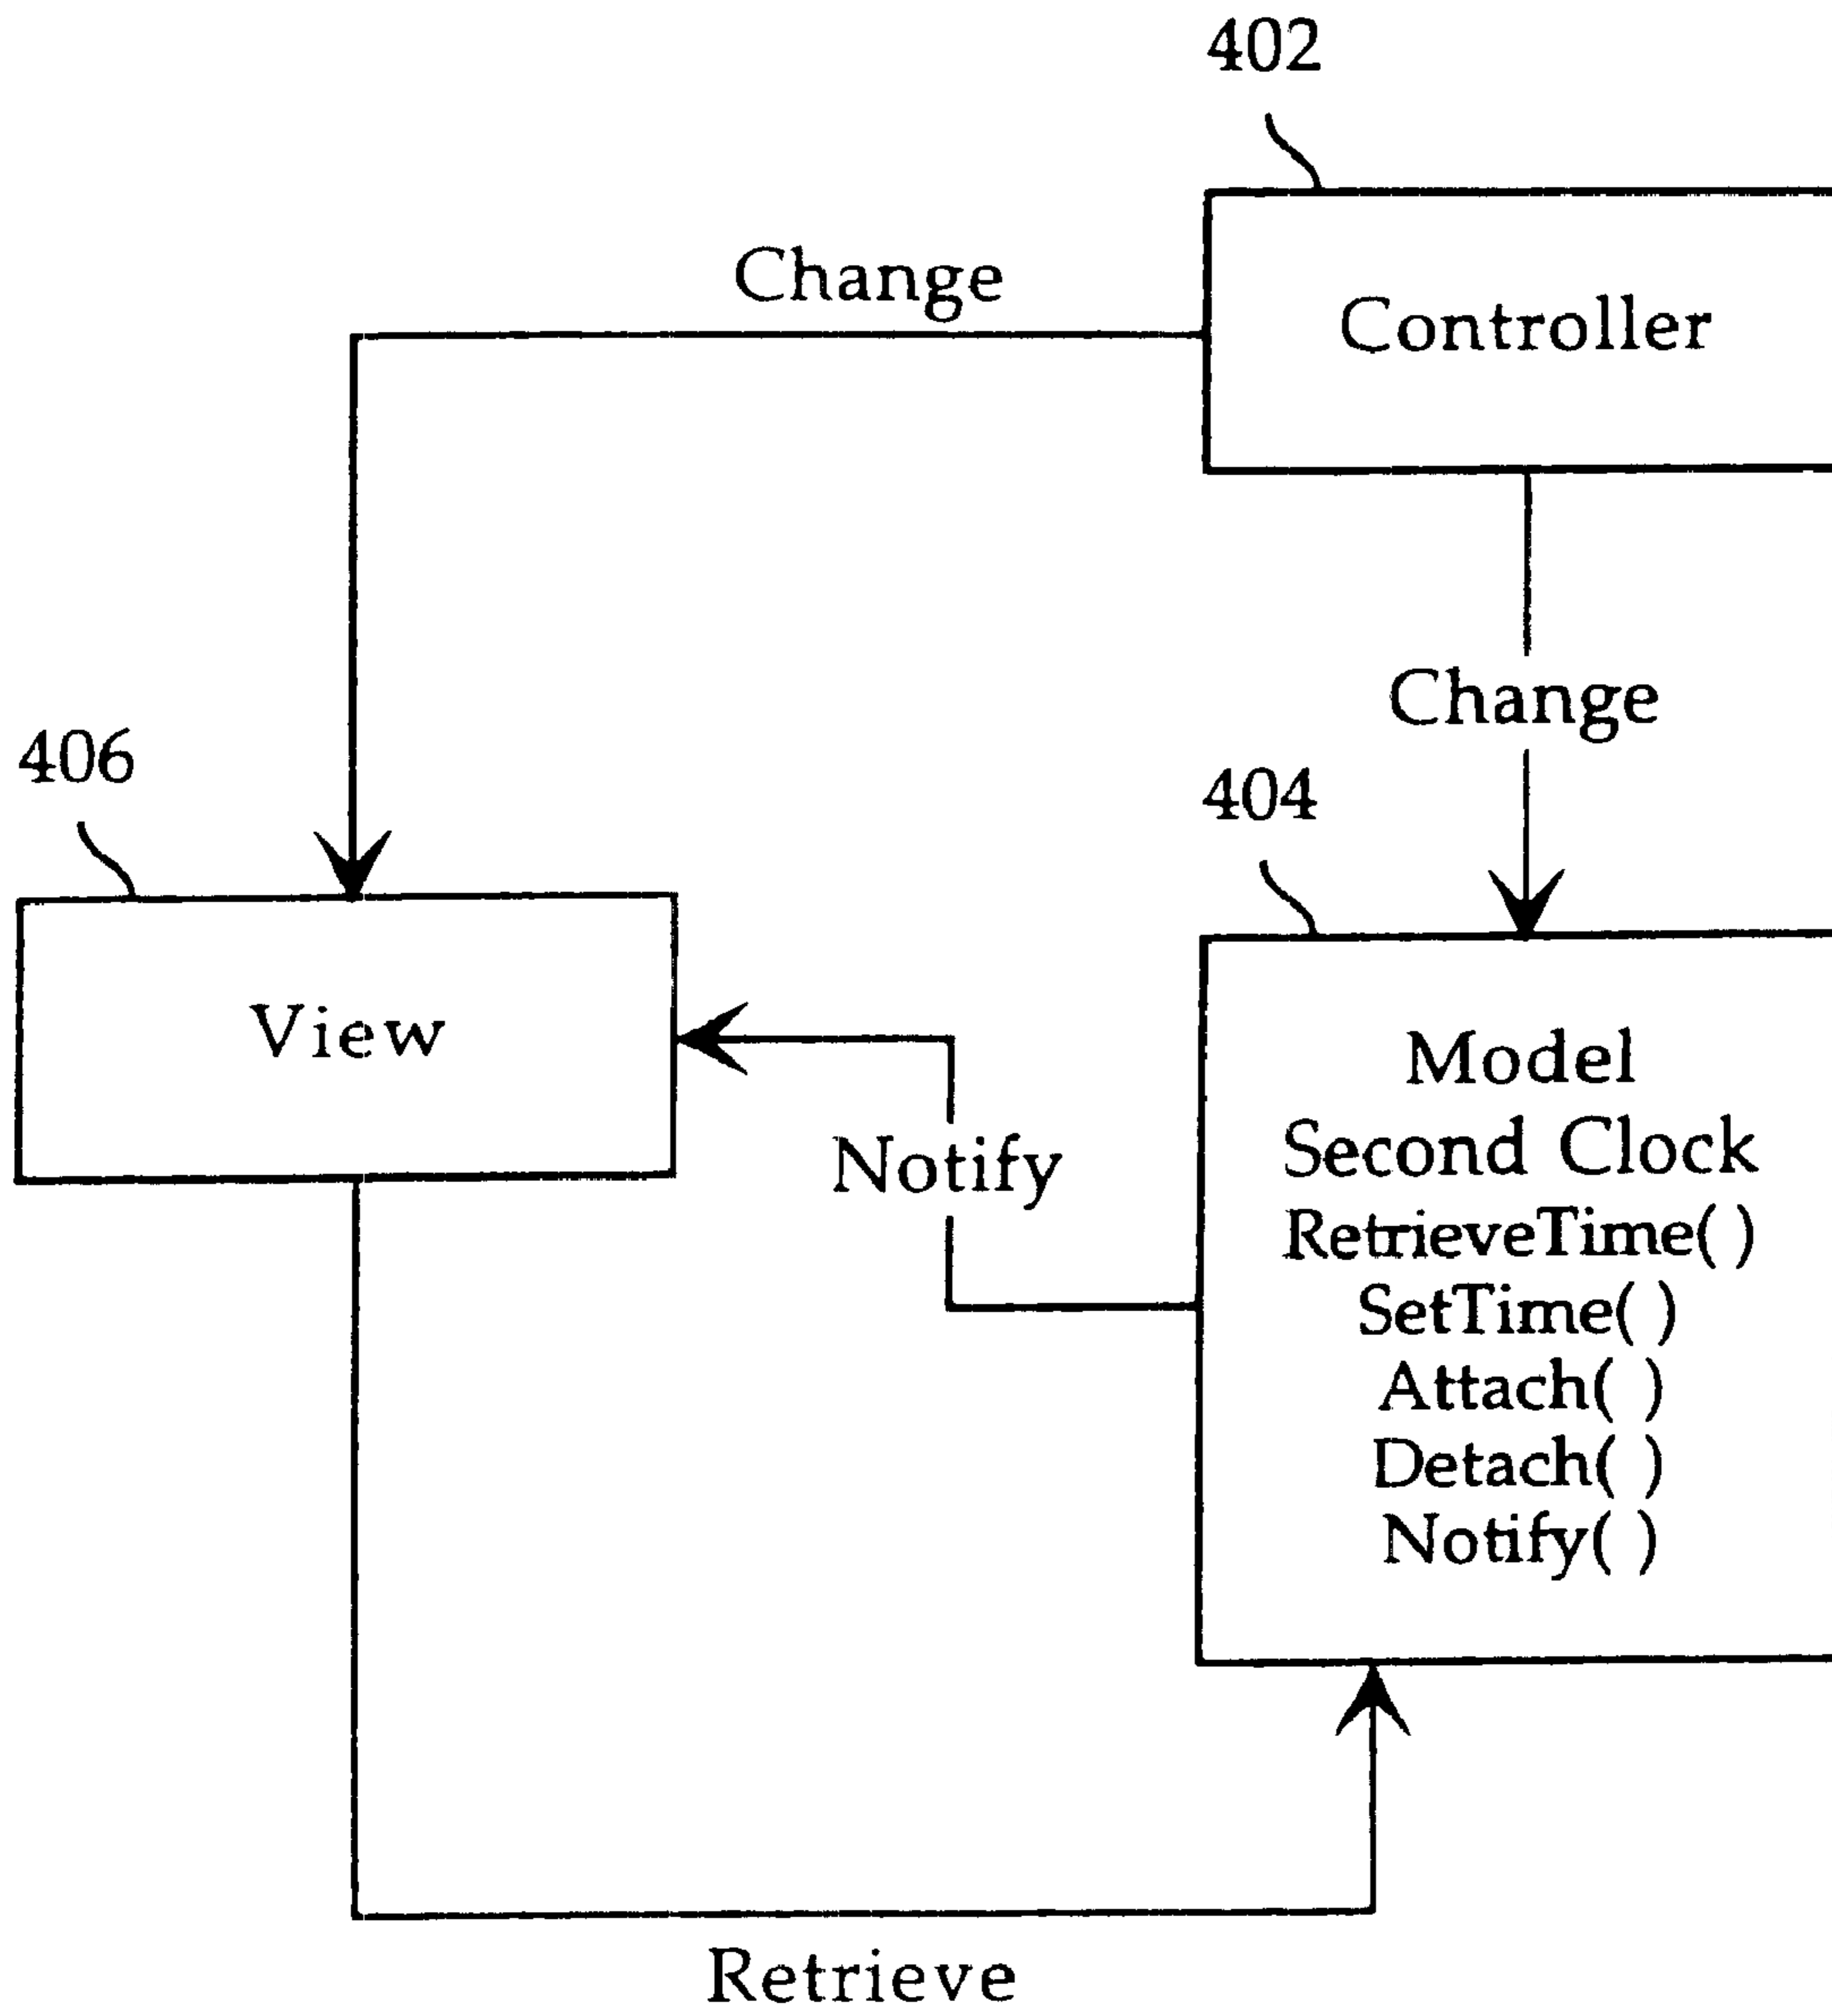 402
Change
Controller
Change
406
404
View
Model
Second Clock
RetrieveTime( )
SetTime( )
Attach( )
Detach( )
Notify( )
Notify
Retrieve